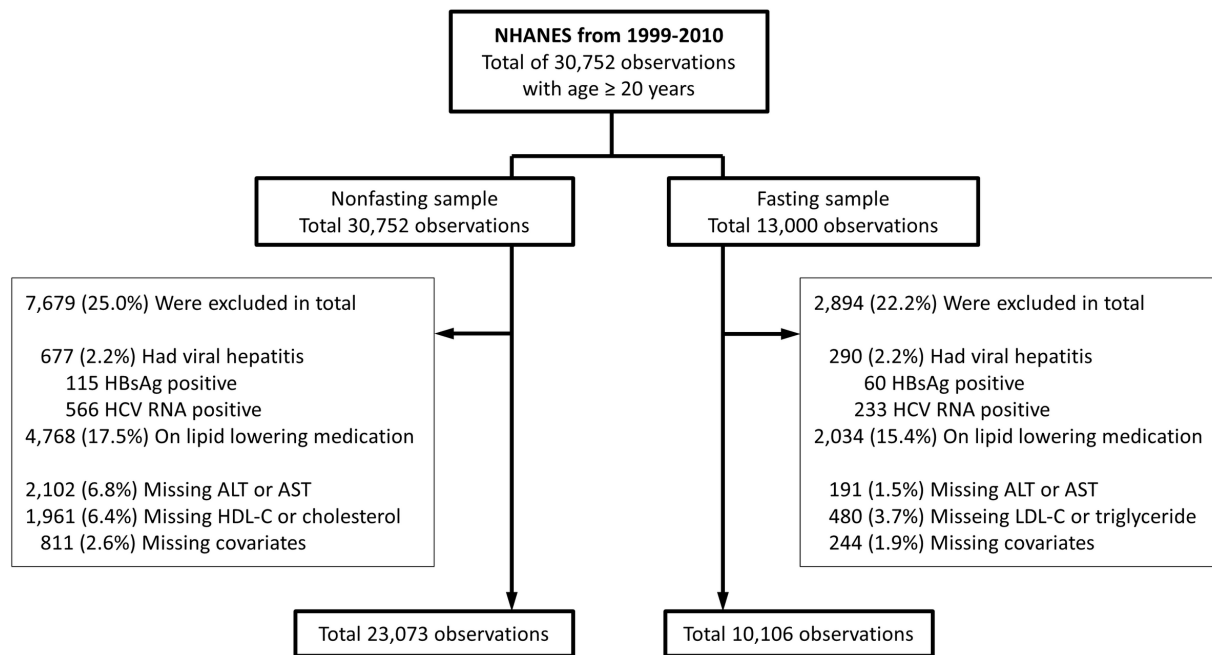 NHANES from 1999-2010
Total of 30,752 observations
with age ≥ 20 years
Nonfasting sample
Total 30,752 observations
Fasting sample
Total 13,000 observations
7,679 (25.0%) Were excluded in total
677 (2.2%) Had viral hepatitis
115 HBsAg positive
566 HCV RNA positive
4,768 (17.5%) On lipid lowering medication
2,102 (6.8%) Missing ALT or AST
1,961 (6.4%) Missing HDL-C or cholesterol
811 (2.6%) Missing covariates
2,894 (22.2%) Were excluded in total
290 (2.2%) Had viral hepatitis
60 HBsAg positive
233 HCV RNA positive
2,034 (15.4%) On lipid lowering medication
191 (1.5%) Missing ALT or AST
480 (3.7%) Misseing LDL-C or triglyceride
244 (1.9%) Missing covariates
Total 23,073 observations
Total 10,106 observations